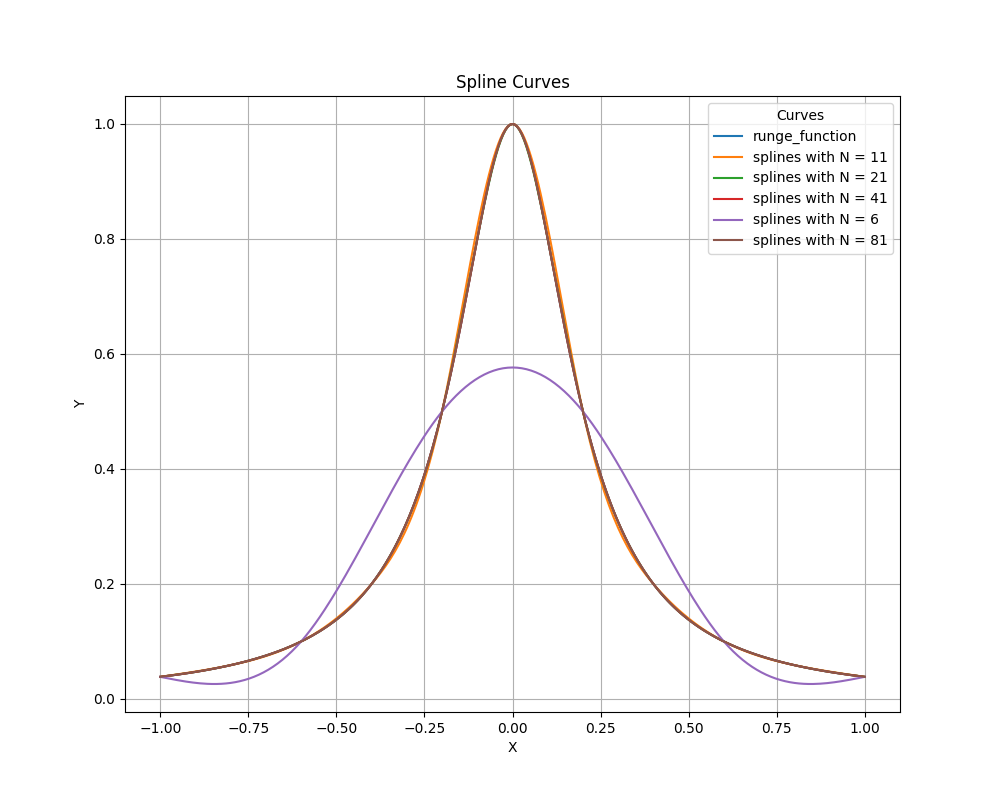 Spline Curves
Curves
runge_function
splines with N = 11
splines with N = 21
splines with N = 41
splines with N = 6
splines with N = 81
1.0
0.8
0.6
0.4
0.2
0.0
Y
−1.00 −0.75 −0.50 −0.25 0.00 0.25 0.50 0.75 1.00
X